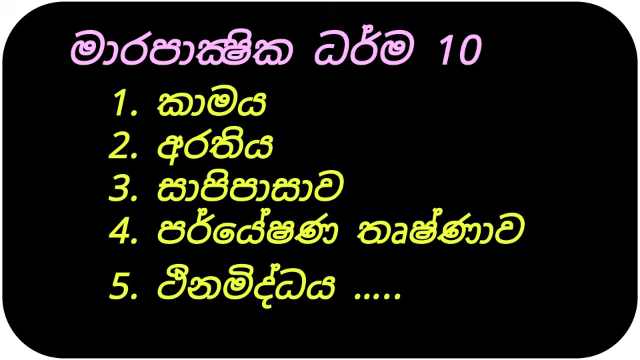 මාරපාක්‍ෂික ධර්ම 10
1. කාමය
2. අරතිය
3. සාපිපාසාව
4. පර්යේෂණ තෘෂ්ණාව
5. ථිනමිද්ධය .....